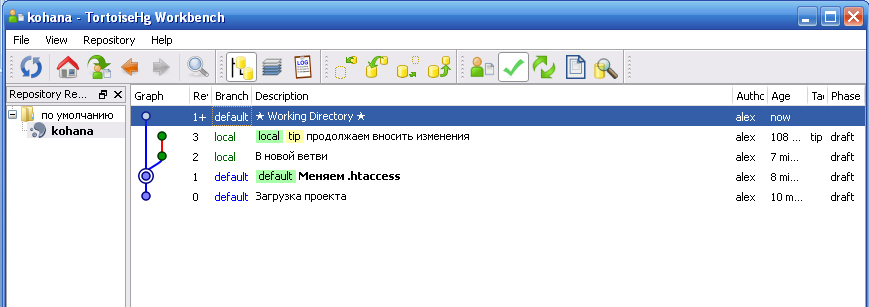 kohana - TortoiseHg Workbench
File View Repository Help
Repository Re...
по умолчанию
kohana
Graph Re Branch Description Autho Age Ta Phase
1+ default ★ Working Directory ★ alex now
3 local local tip продолжаем вносить изменения alex 108 ... tip draft
2 local В новой ветви alex 7 mi... draft
1 default default Меняем .htaccess alex 8 mi... draft
0 default Загрузка проекта alex 10 m... draft